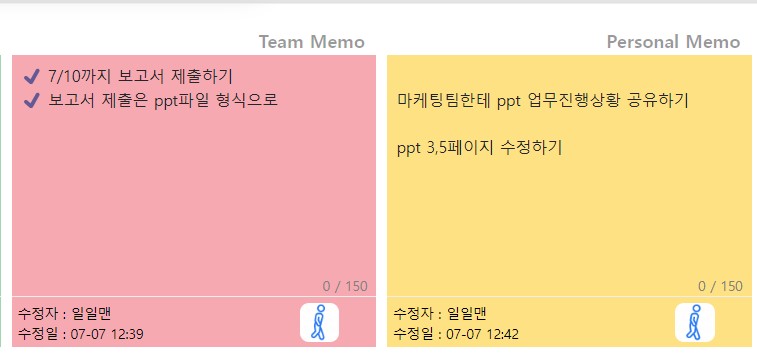 Team Memo
✔ 7/10까지 보고서 제출하기
✔ 보고서 제출은 ppt파일 형식으로
0 / 150
수정자 : 일일맨
수정일 : 07-07 12:39
Personal Memo
마케팅팀한테 ppt 업무진행상황 공유하기
ppt 3,5페이지 수정하기
0 / 150
수정자 : 일일맨
수정일 : 07-07 12:42